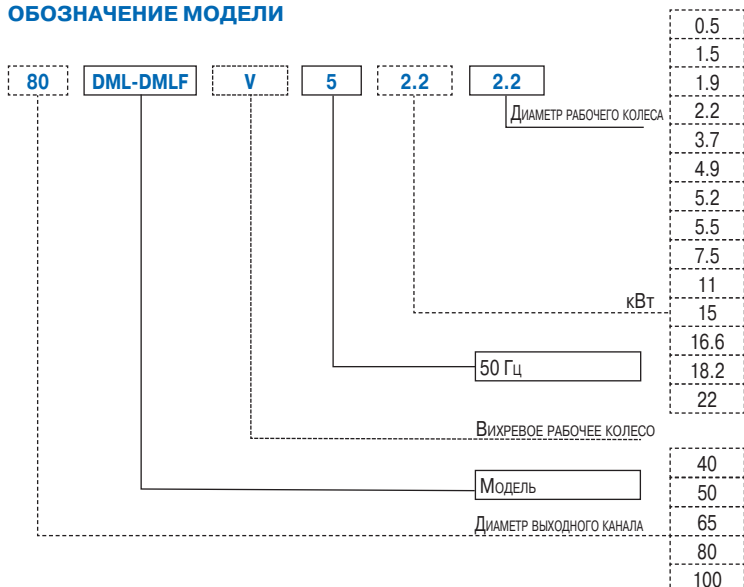 ОБОЗНАЧЕНИЕ МОДЕЛИ
80 DML-DMLF V 5 2.2 2.2
Диаметр рабочего колеса
0.5
1.5
1.9
2.2
3.7
4.9
5.2
5.5
7.5
11
15
16.6
18.2
22
кВт
50 Гц
Вихревое рабочее колесо
Модель
Диаметр выходного канала
40
50
65
80
100